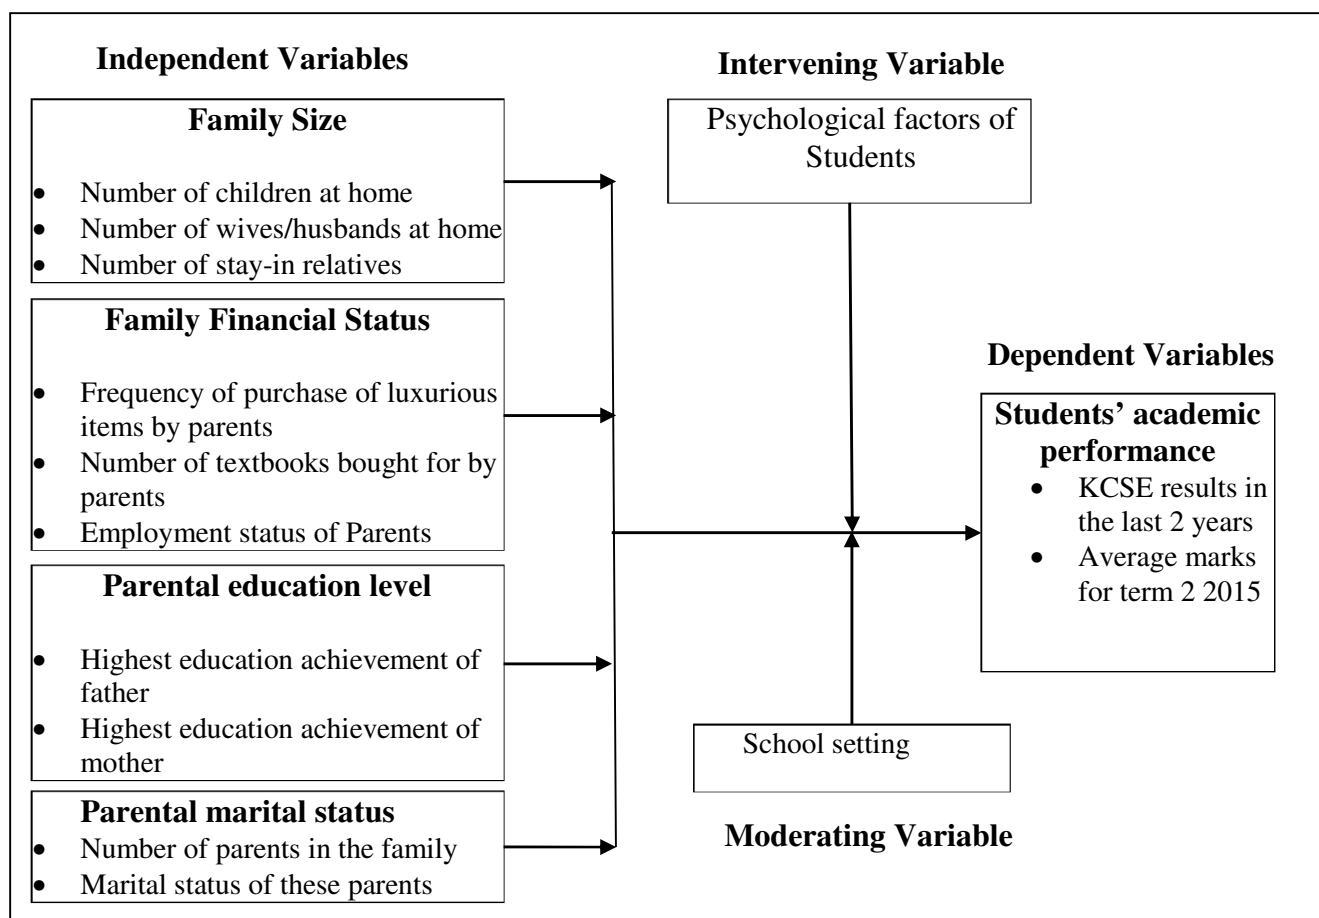 Independent Variables
Family Size
• Number of children at home
• Number of wives/husbands at home
• Number of stay-in relatives
Family Financial Status
• Frequency of purchase of luxurious
items by parents
• Number of textbooks bought for by
parents
• Employment status of Parents
Parental education level
• Highest education achievement of
father
• Highest education achievement of
mother
Parental marital status
• Number of parents in the family
• Marital status of these parents
Intervening Variable
Psychological factors of
Students
School setting
Moderating Variable
Dependent Variables
Students’ academic
performance
• KCSE results in
the last 2 years
• Average marks
for term 2 2015